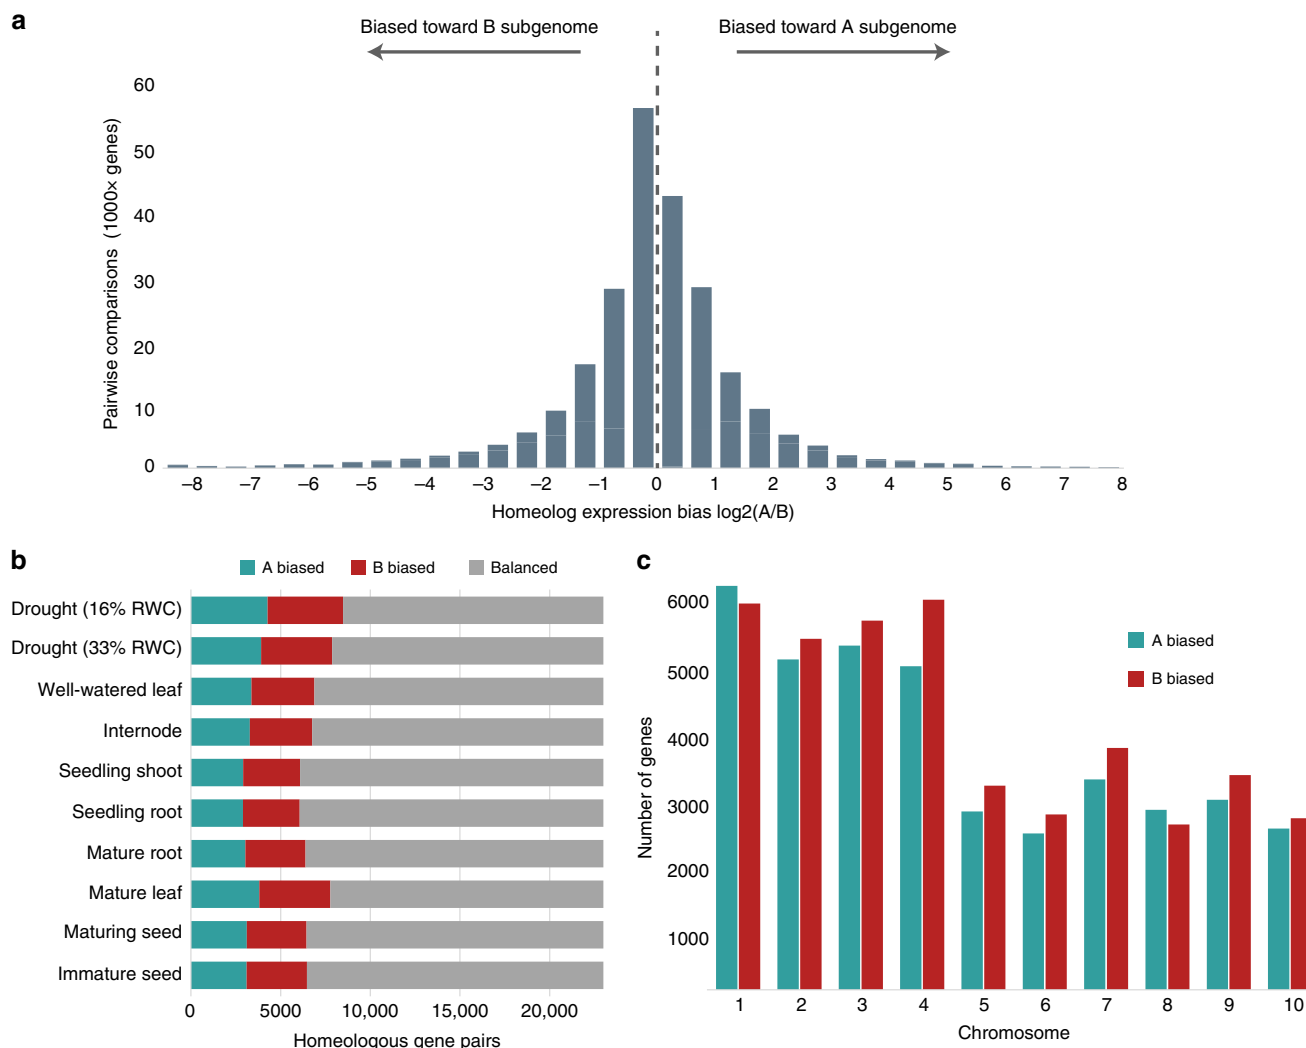 a
Biased toward B subgenome
Biased toward A subgenome
Pairwise comparisons (1000× genes)
60
50
40
30
20
10
0
–8 –7 –6 –5 –4 –3 –2 –1 0 1 2 3 4 5 6 7 8
Homeolog expression bias log2(A/B)
b
A biased B biased Balanced
Drought (16% RWC)
Drought (33% RWC)
Well-watered leaf
Internode
Seedling shoot
Seedling root
Mature root
Mature leaf
Maturing seed
Immature seed
0 5000 10,000 15,000 20,000
Homeologous gene pairs
c
A biased
B biased
Number of genes
6000
5000
4000
3000
2000
1000
1 2 3 4 5 6 7 8 9 10
Chromosome